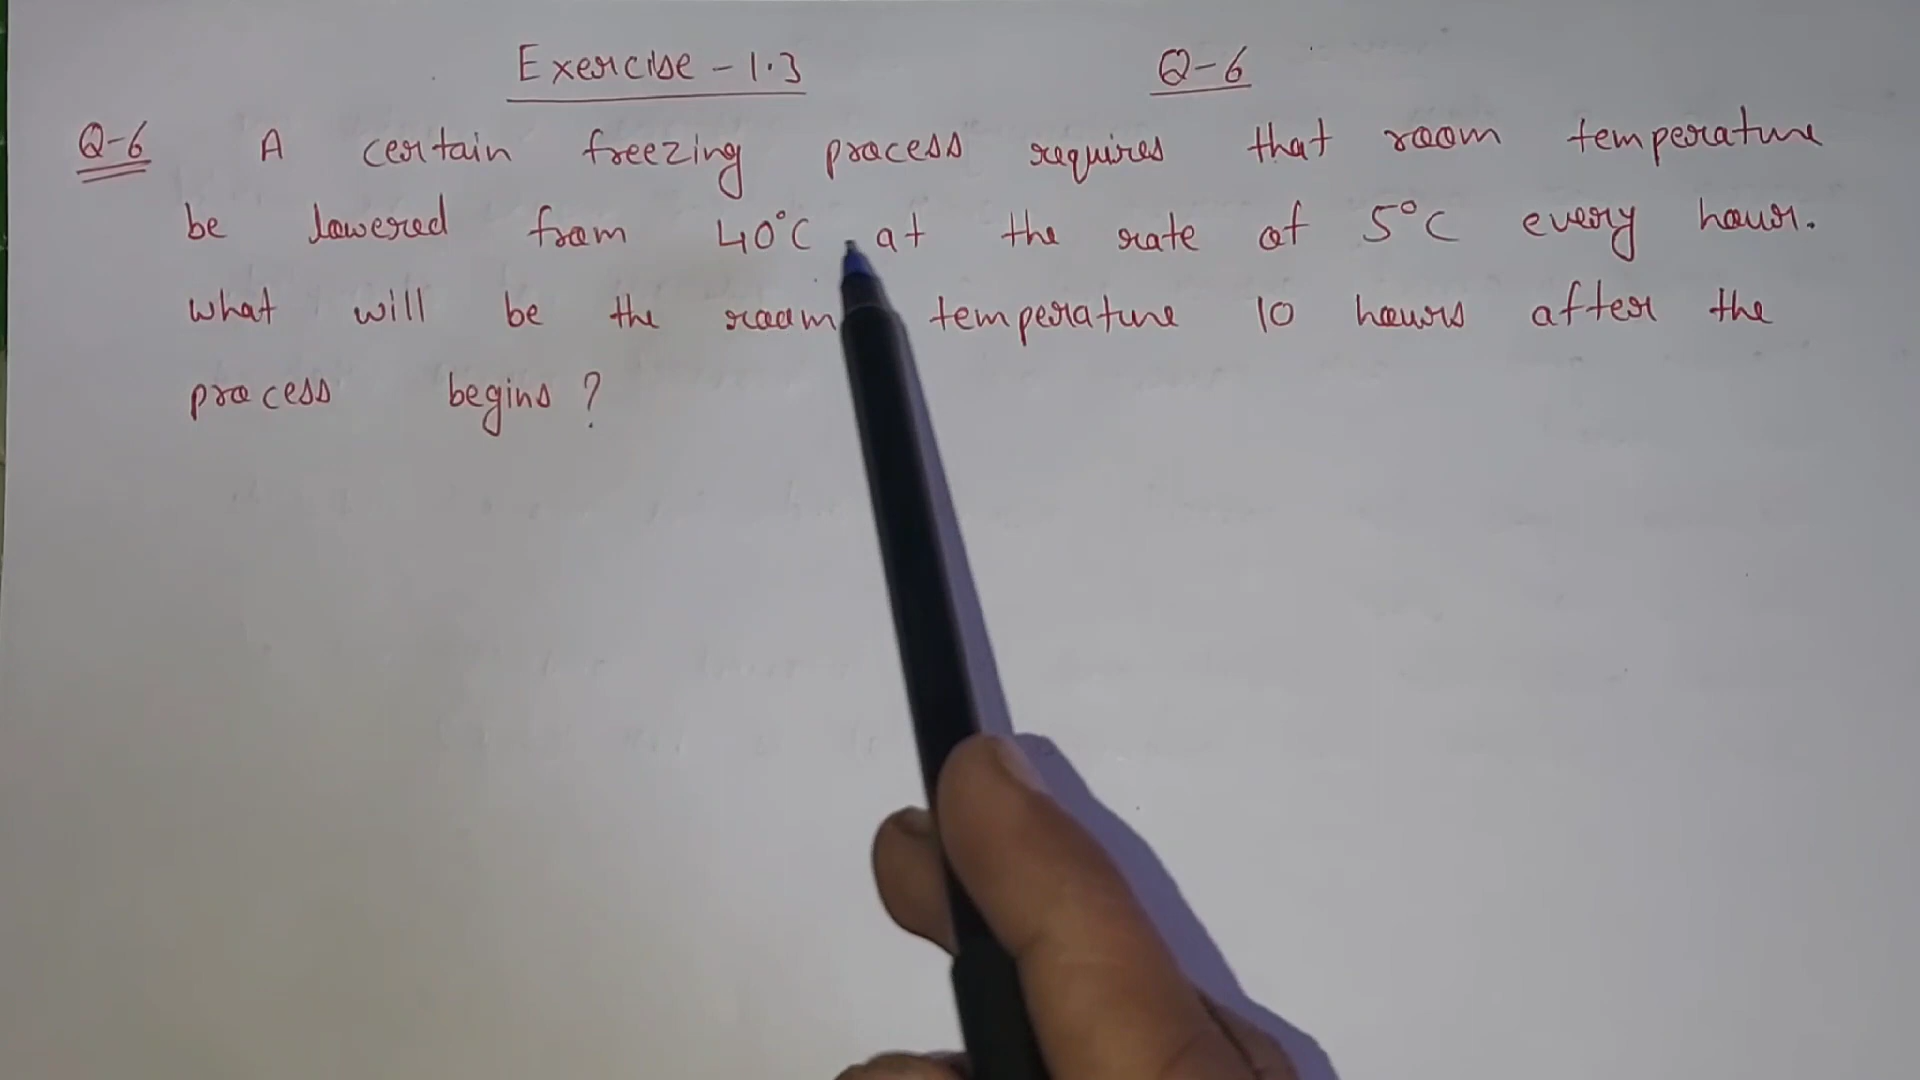 Exercise - 1.3 Q-6
Q-6 A certain freezing process requires that room temperature
be lowered from 40°C at the rate of 5°C every hour.
what will be the room temperature 10 hours after the
process begins ?